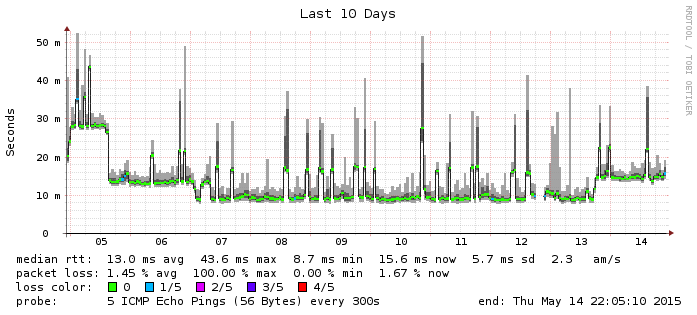 Last 10 Days
RRDTOOL / TOBI OETIKER
Seconds
50 m
40 m
30 m
20 m
10 m
0
05 06 07 08 09 10 11 12 13 14
median rtt: 13.0 ms avg 43.6 ms max 8.7 ms min 15.6 ms now 5.7 ms sd 2.3 am/s
packet loss: 1.45 % avg 100.00 % max 0.00 % min 1.67 % now
loss color: 0 1/5 2/5 3/5 4/5
probe: 5 ICMP Echo Pings (56 Bytes) every 300s end: Thu May 14 22:05:10 2015